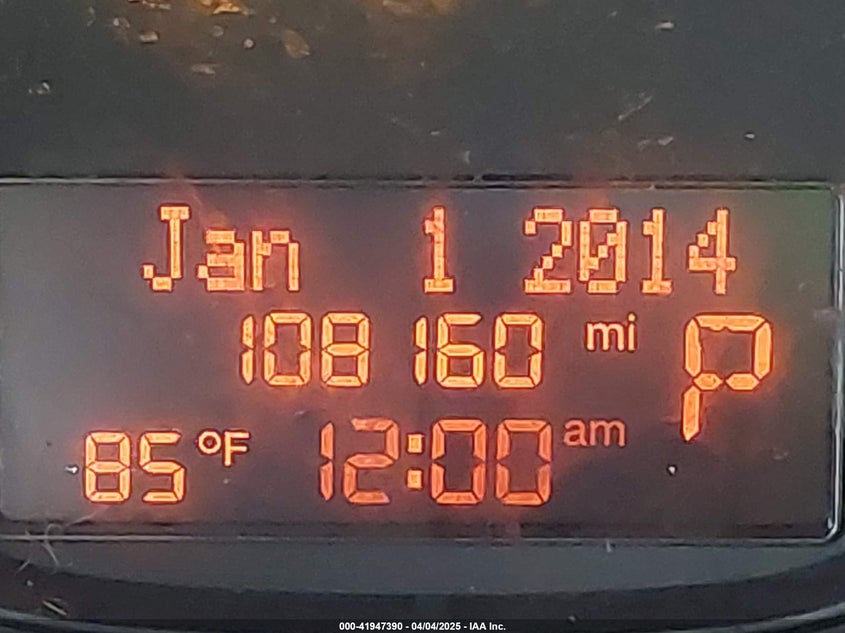 Jan 1 2014
108 160 mi P
85 °F 12:00 am
000-41947390 - 04/04/2025 - IAA Inc.